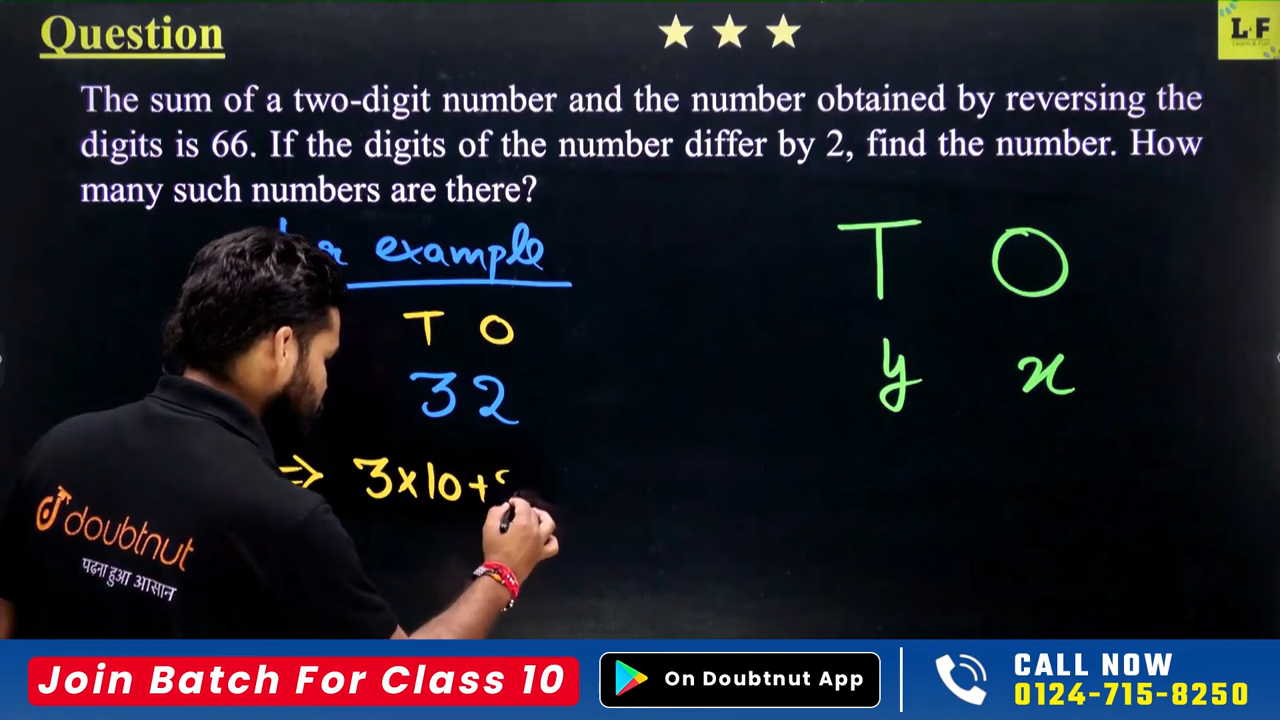 Question
L F
The sum of a two-digit number and the number obtained by reversing the
digits is 66. If the digits of the number differ by 2, find the number. How
many such numbers are there?
example
T O
T O
32
y x
⇒ 3×10+
doubtnut
पढ़ना हुआ आसान
Join Batch For Class 10
On Doubtnut App
CALL NOW
0124-715-8250